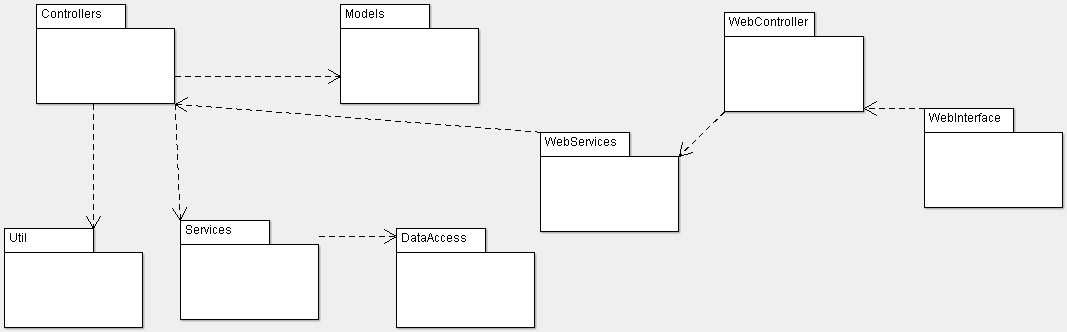 Controllers
Models
WebController
WebInterface
WebServices
Util
Services
DataAccess